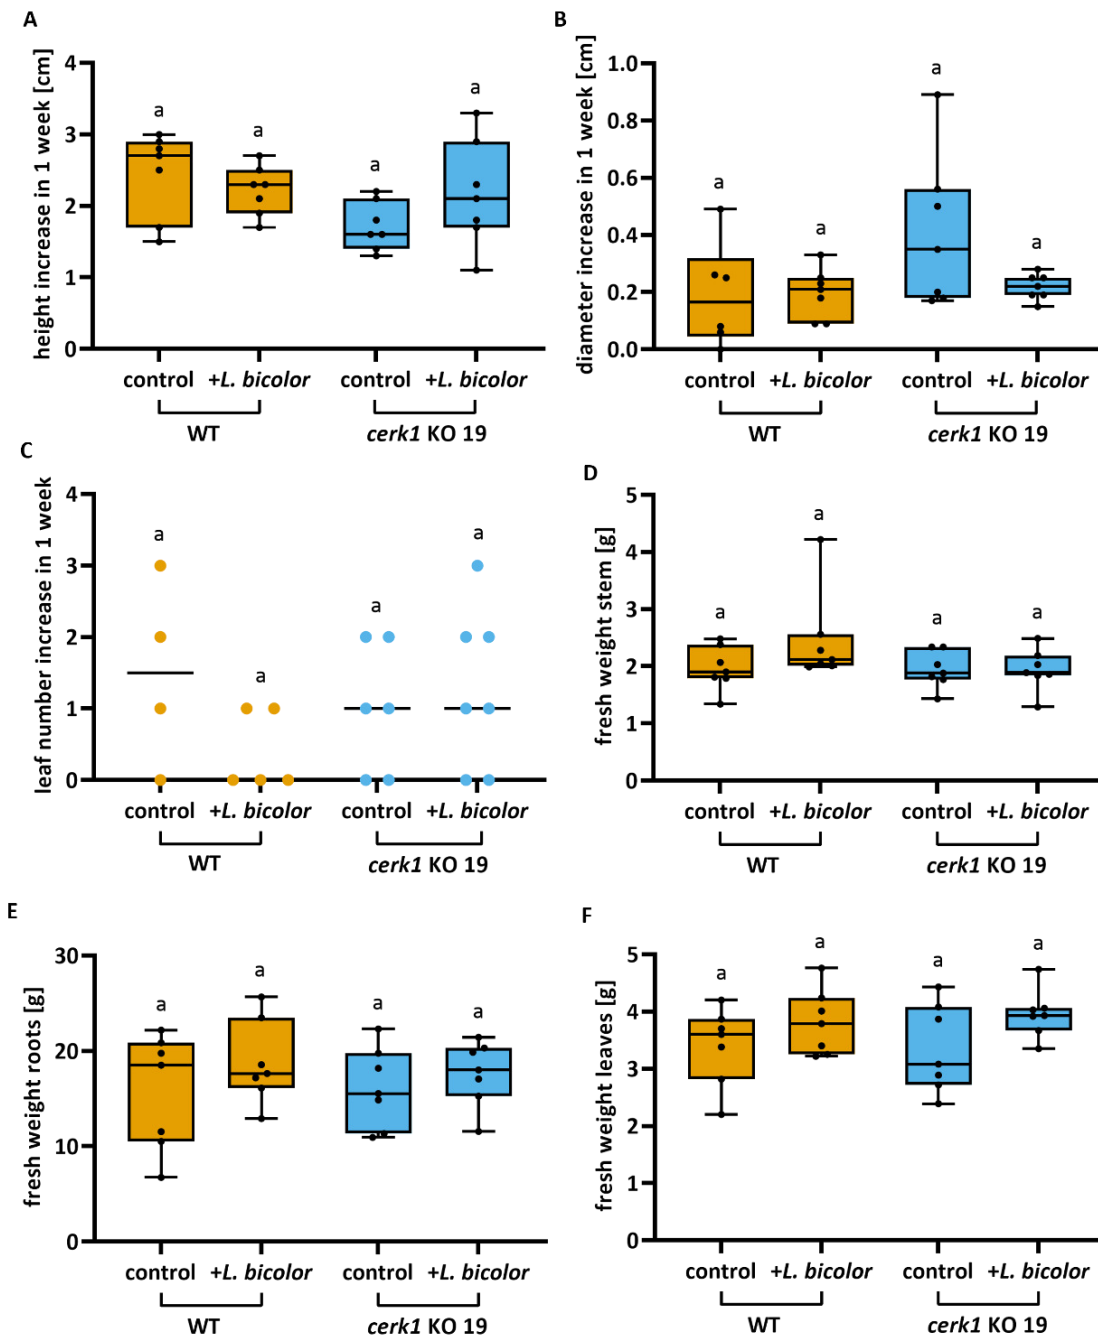 A
height increase in 1 week [cm]
4
3
2
1
0
a
a
a
a
control
+L. bicolor
control
+L. bicolor
WT
cerk1 KO 19
B
diameter increase in 1 week [cm]
1.0
0.8
0.6
0.4
0.2
0.0
a
a
a
a
control
+L. bicolor
control
+L. bicolor
WT
cerk1 KO 19
C
leaf number increase in 1 week
4
3
2
1
0
a
a
a
a
control
+L. bicolor
control
+L. bicolor
WT
cerk1 KO 19
D
fresh weight stem [g]
5
4
3
2
1
0
a
a
a
a
control
+L. bicolor
control
+L. bicolor
WT
cerk1 KO 19
E
fresh weight roots [g]
30
20
10
0
a
a
a
a
control
+L. bicolor
control
+L. bicolor
WT
cerk1 KO 19
F
fresh weight leaves [g]
5
4
3
2
1
0
a
a
a
a
control
+L. bicolor
control
+L. bicolor
WT
cerk1 KO 19